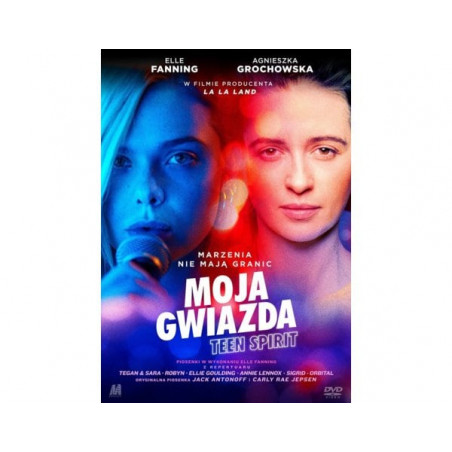 ELLE
FANNING
AGNIESZKA
GROCHOWSKA
W FILMIE PRODUCENTA
LA LA LAND
MARZENIA
NIE MAJĄ GRANIC
MOJA
GWIAZDA
TEEN SPIRIT
PIOSENKI W WYKONANIU ELLE FANNING
Z REPERTUARU
TEGAN & SARA · ROBYN · ELLIE GOULDING · ANNIE LENNOX · SIGRID · ORBITAL
ORYGINALNA PIOSENKA JACK ANTONOFF I CARLY RAE JEPSEN
M
DVD
VIDEO